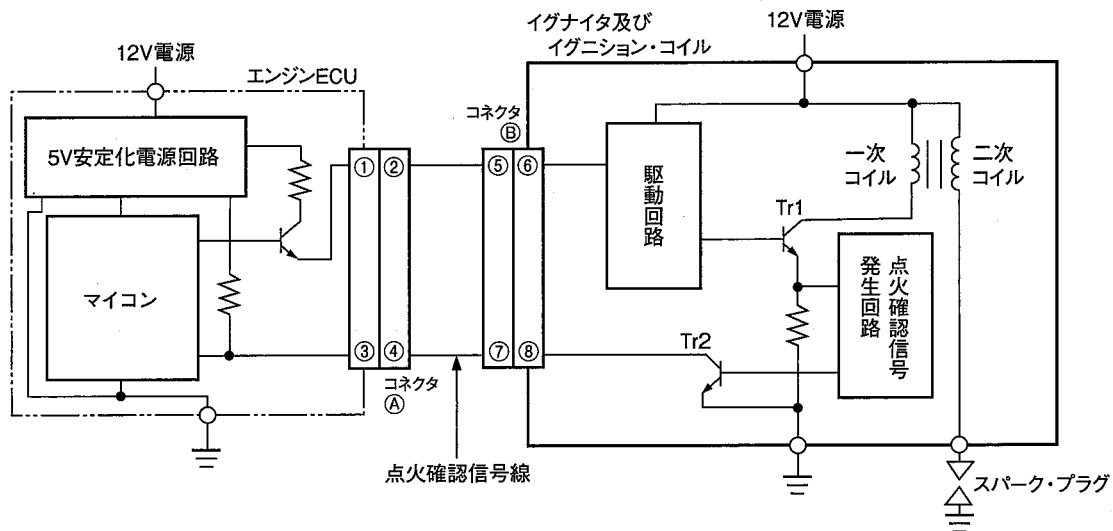 12V電源
エンジンECU
5V安定化電源回路
マイコン
①
②
③
④
コネクタ
Ⓐ
点火確認信号線
コネクタ
Ⓑ
⑤
⑥
⑦
⑧
イグナイタ及び
イグニション・コイル
12V電源
駆動回路
一次
コイル
二次
コイル
Tr1
点火確認信号
発生回路
Tr2
スパーク・プラグ